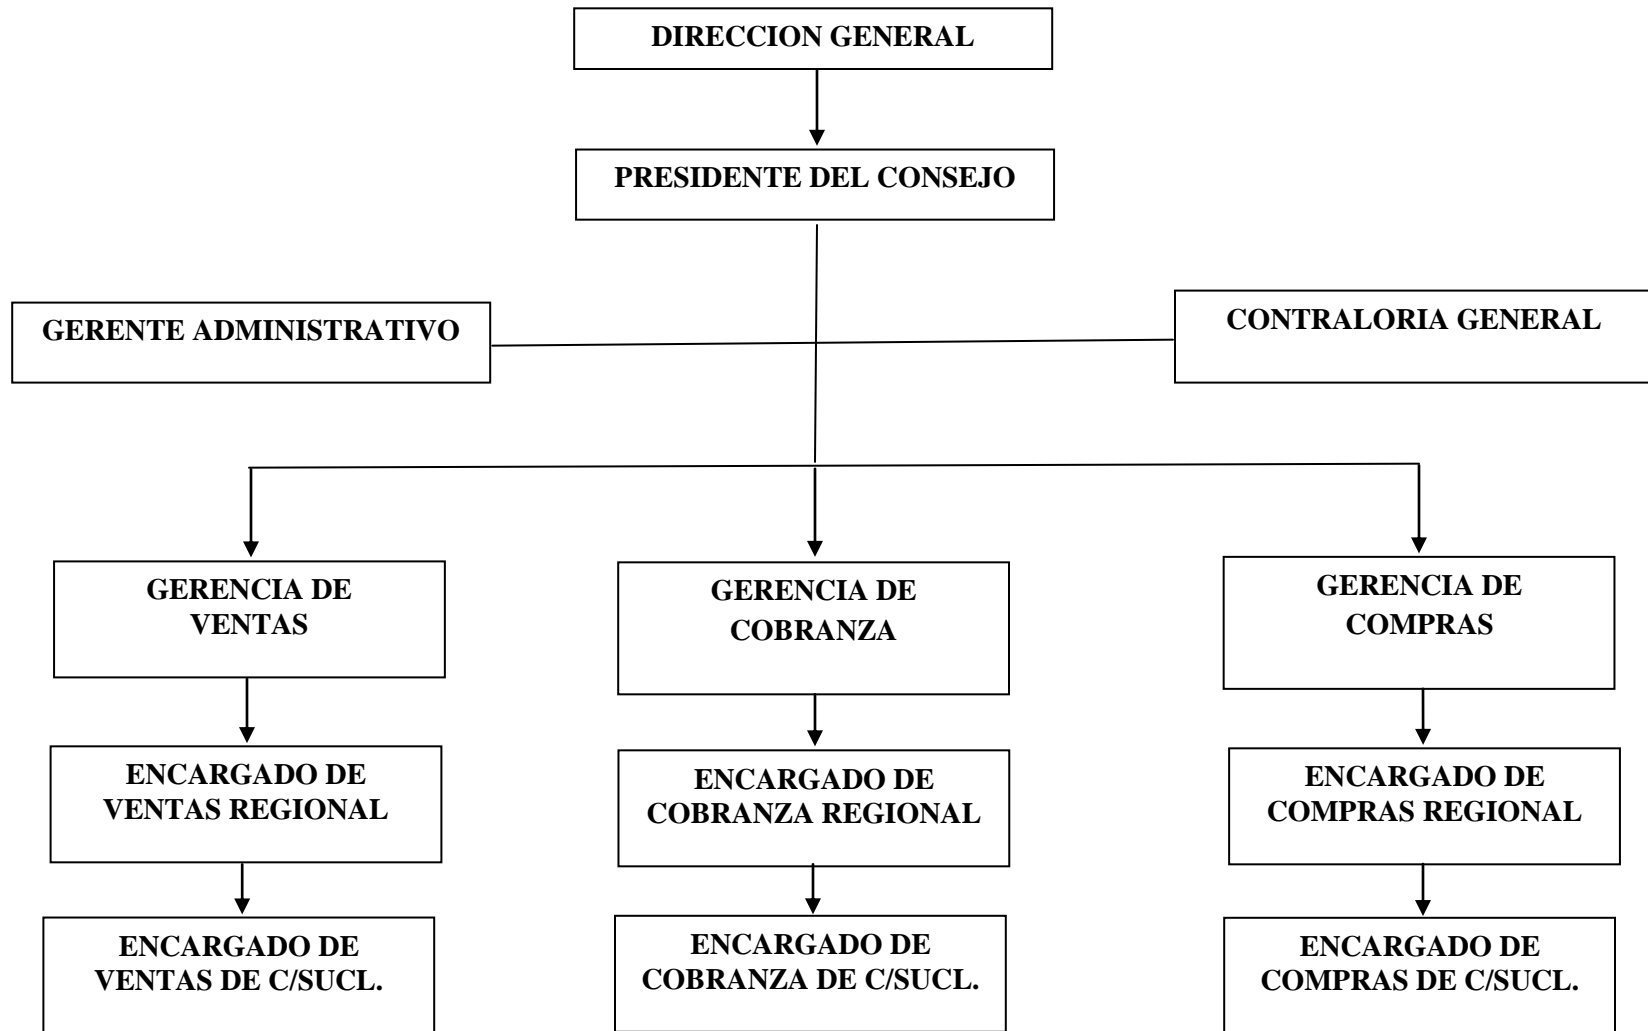 DIRECCION GENERAL
PRESIDENTE DEL CONSEJO
GERENTE ADMINISTRATIVO
CONTRALORIA GENERAL
GERENCIA DE
VENTAS
GERENCIA DE
COBRANZA
GERENCIA DE
COMPRAS
ENCARGADO DE
VENTAS REGIONAL
ENCARGADO DE
COBRANZA REGIONAL
ENCARGADO DE
COMPRAS REGIONAL
ENCARGADO DE
VENTAS DE C/SUCL.
ENCARGADO DE
COBRANZA DE C/SUCL.
ENCARGADO DE
COMPRAS DE C/SUCL.